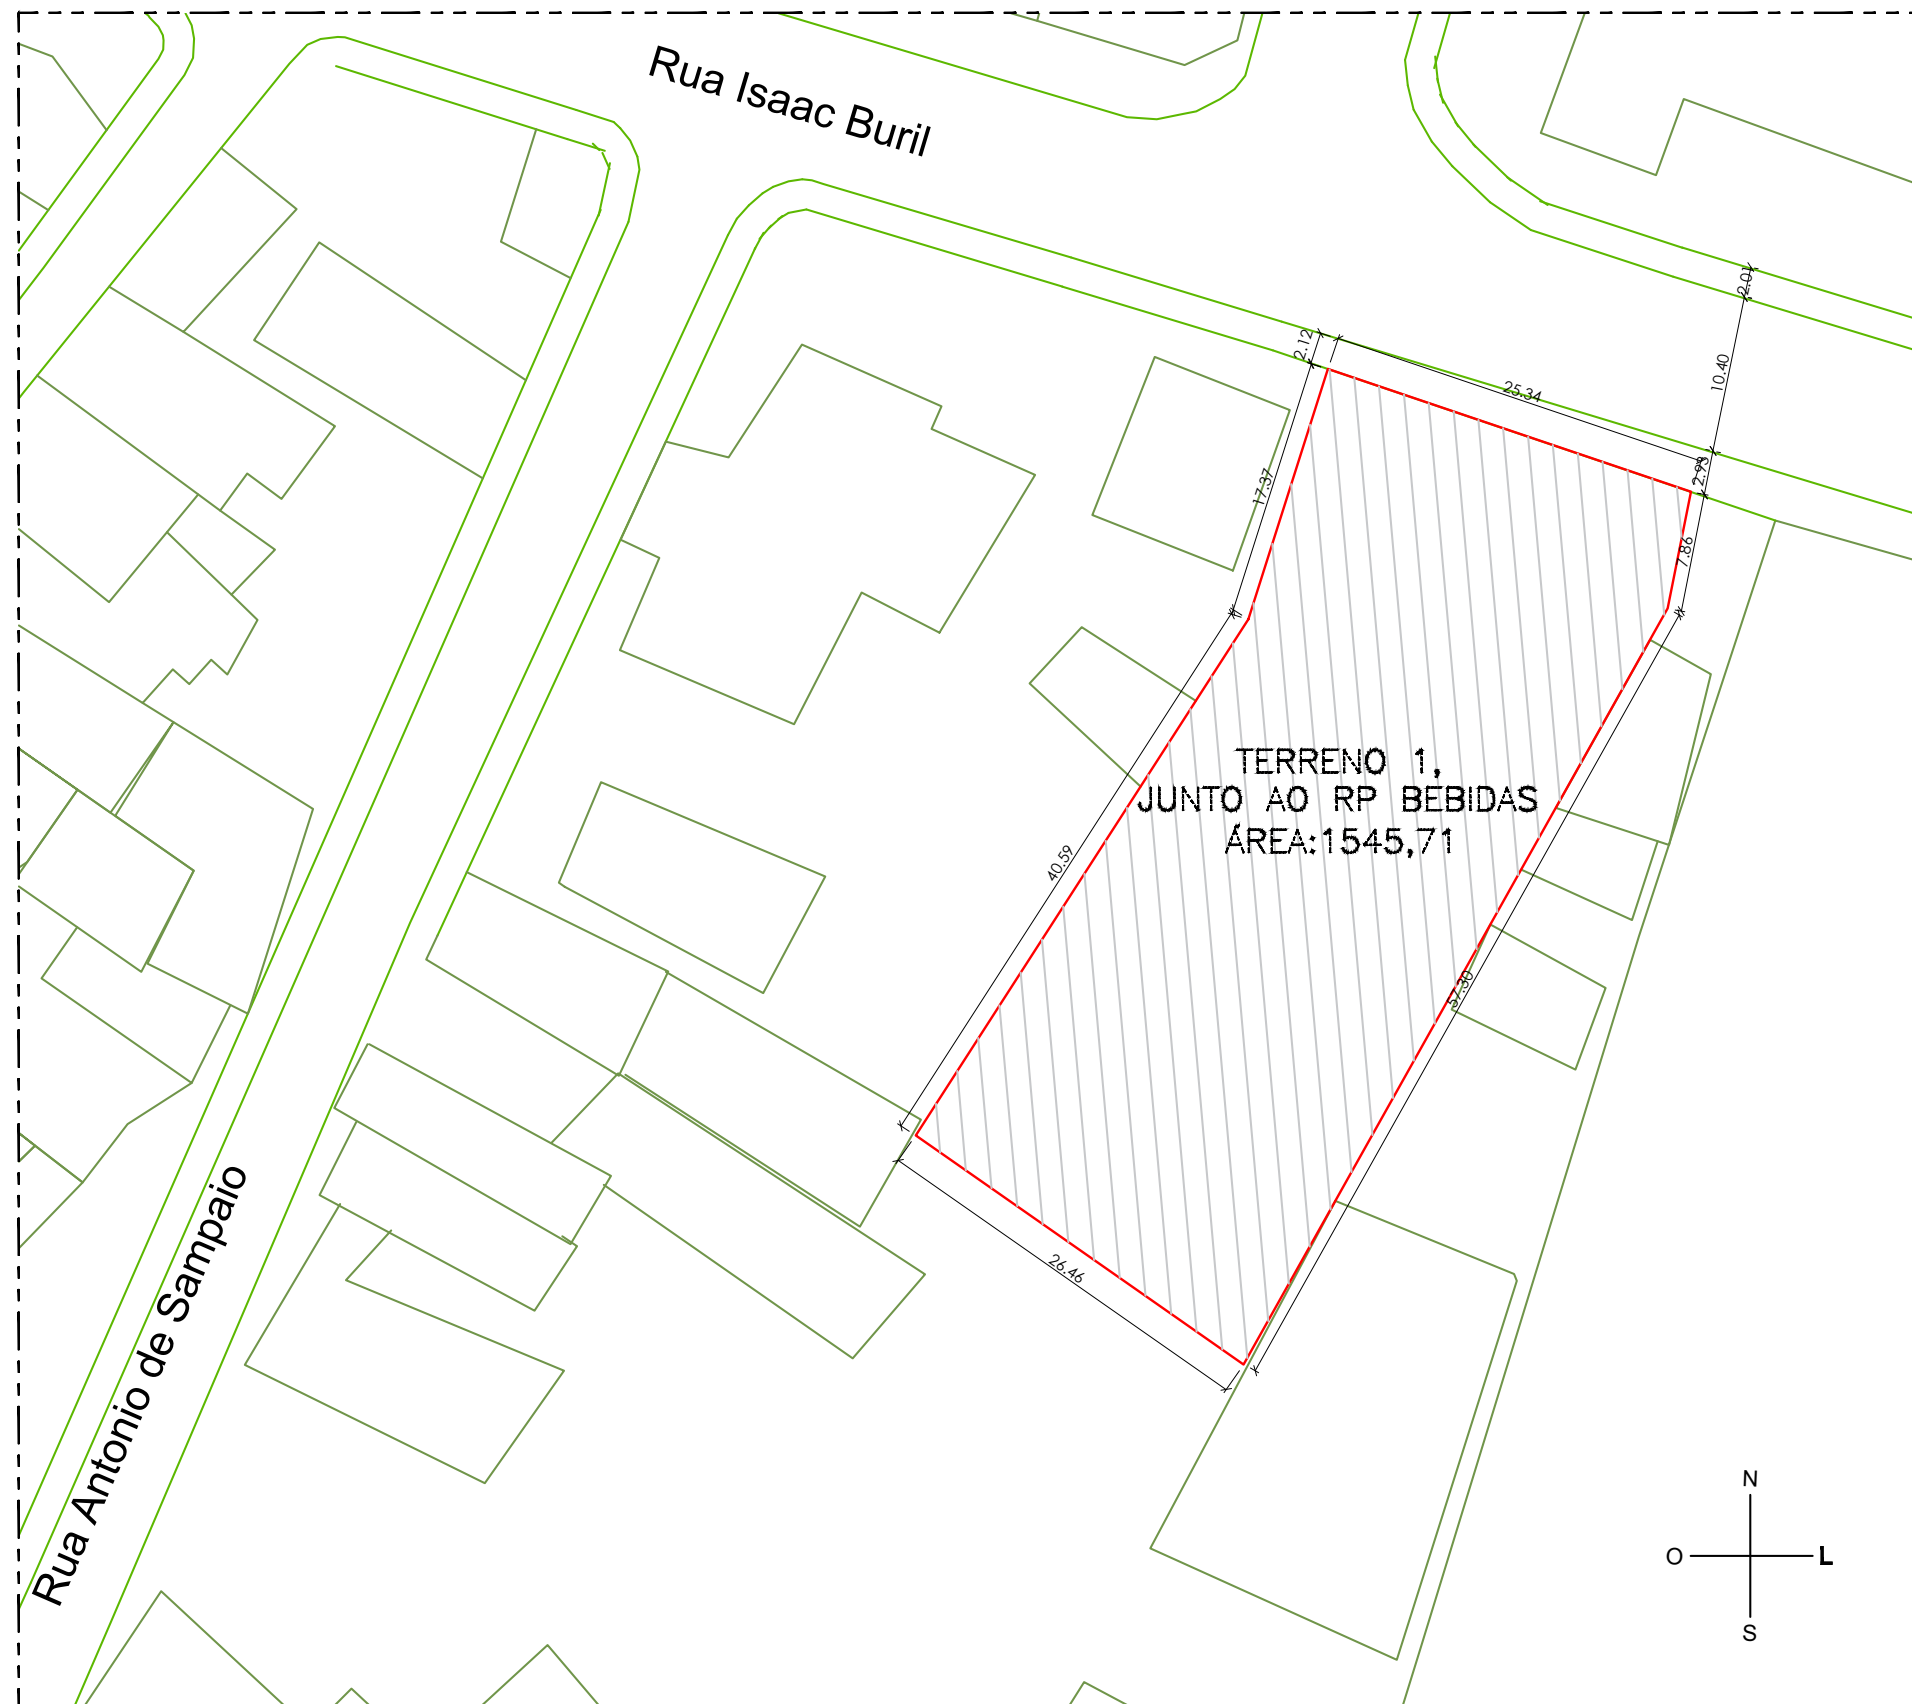 Rua Isaac Buril
2.01
10.40
2.12
25.34
2.93
17.37
7.86
TERRENO 1,
JUNTO AO RP BEBIDAS
ÁREA:1545,71
40.59
57.30
26.46
Rua Antonio de Sampaio
N
O
L
S